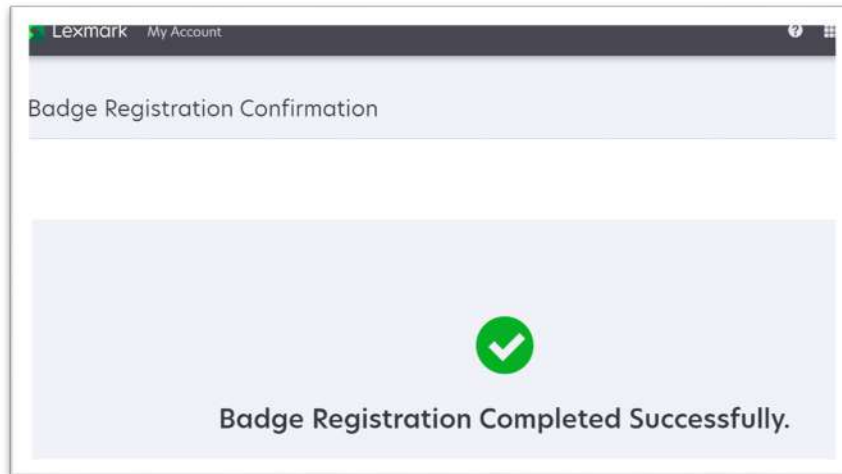 Lexmark My Account
Badge Registration Confirmation
Badge Registration Completed Successfully.